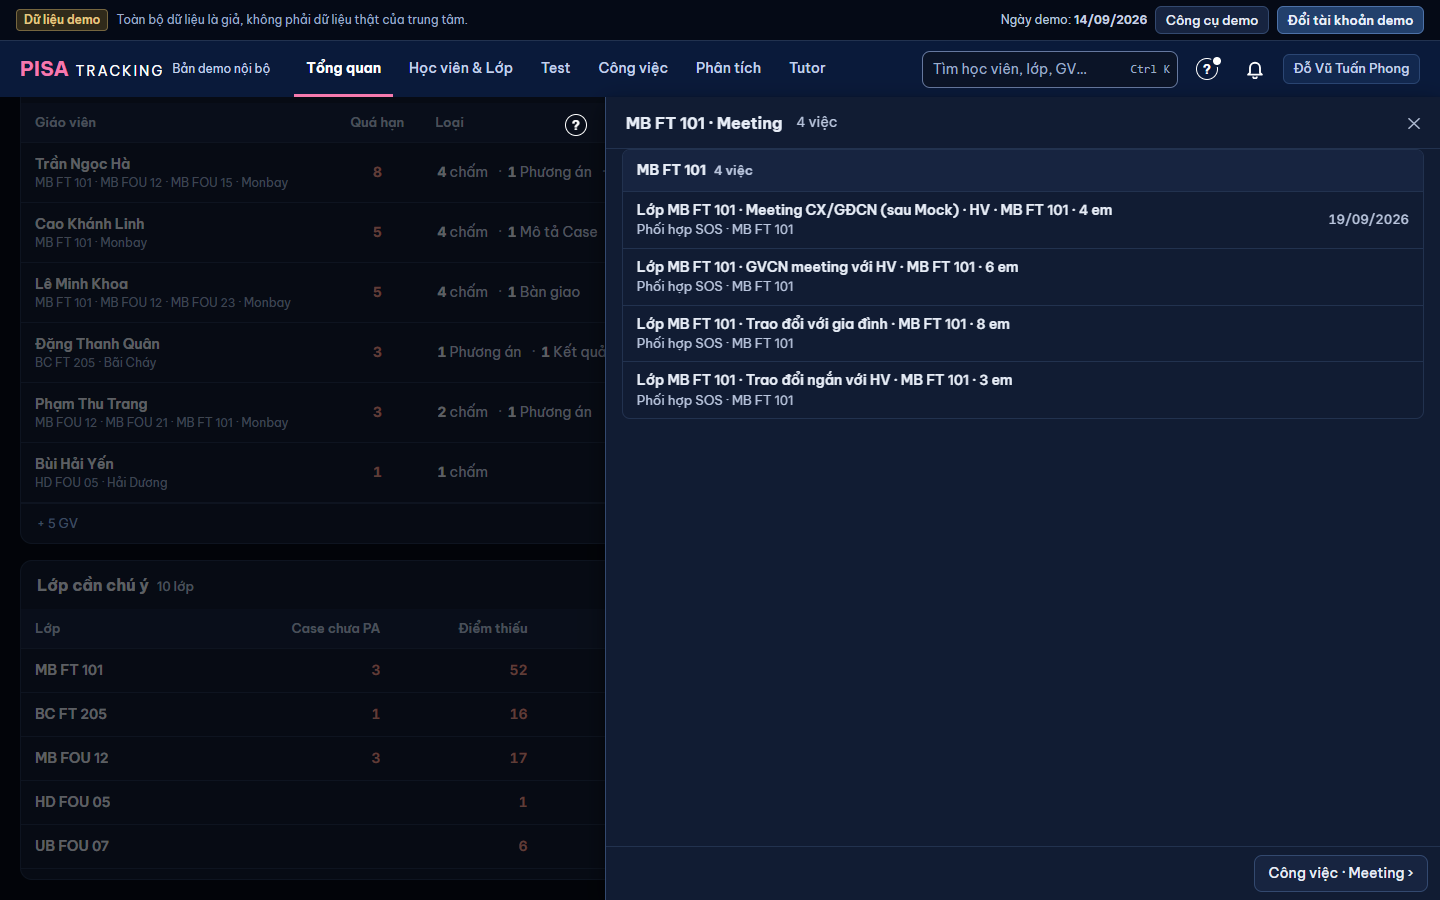 Dữ liệu demo Toàn bộ dữ liệu là giả, không phải dữ liệu thật của trung tâm. Ngày demo: 14/09/2026 Công cụ demo Đổi tài khoản demo
PISA TRACKING Bản demo nội bộ Tổng quan Học viên & Lớp Test Công việc Phân tích Tutor Tìm học viên, lớp, GV... Ctrl K ? Đỗ Vũ Tuấn Phong
Giáo viên Quá hạn Loại ?
Trần Ngọc Hà
MB FT 101 · MB FOU 12 · MB FOU 15 · Monbay
8 4 chấm · 1 Phương án ·
Cao Khánh Linh
MB FT 101 · Monbay
5 4 chấm · 1 Mô tả Case
Lê Minh Khoa
MB FT 101 · MB FOU 12 · MB FOU 23 · Monbay
5 4 chấm · 1 Bàn giao
Đặng Thanh Quân
BC FT 205 · Bãi Cháy
3 1 Phương án · 1 Kết quả
Phạm Thu Trang
MB FOU 12 · MB FOU 21 · MB FT 101 · Monbay
3 2 chấm · 1 Phương án
Bùi Hải Yến
HD FOU 05 · Hải Dương
1 1 chấm
+ 5 GV
Lớp cần chú ý 10 lớp
Lớp Case chưa PA Điểm thiếu
MB FT 101 3 52
BC FT 205 1 16
MB FOU 12 3 17
HD FOU 05 1
UB FOU 07 6
MB FT 101 · Meeting 4 việc
MB FT 101 4 việc
Lớp MB FT 101 · Meeting CX/GĐCN (sau Mock) · HV · MB FT 101 · 4 em
Phối hợp SOS · MB FT 101
19/09/2026
Lớp MB FT 101 · GVCN meeting với HV · MB FT 101 · 6 em
Phối hợp SOS · MB FT 101
Lớp MB FT 101 · Trao đổi với gia đình · MB FT 101 · 8 em
Phối hợp SOS · MB FT 101
Lớp MB FT 101 · Trao đổi ngắn với HV · MB FT 101 · 3 em
Phối hợp SOS · MB FT 101
Công việc · Meeting ›